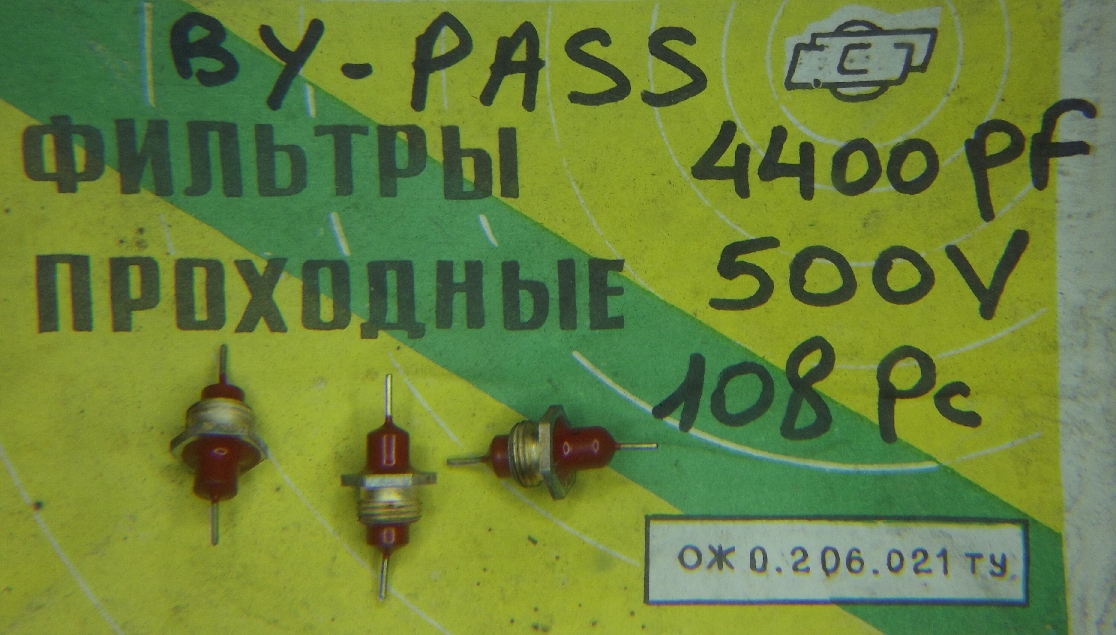 BY-PASS
ФИЛЬТРЫ
4400 pf
ПРОХОДНЫЕ
500V
108 Pc
ОЖ 0.206.021 ТУ